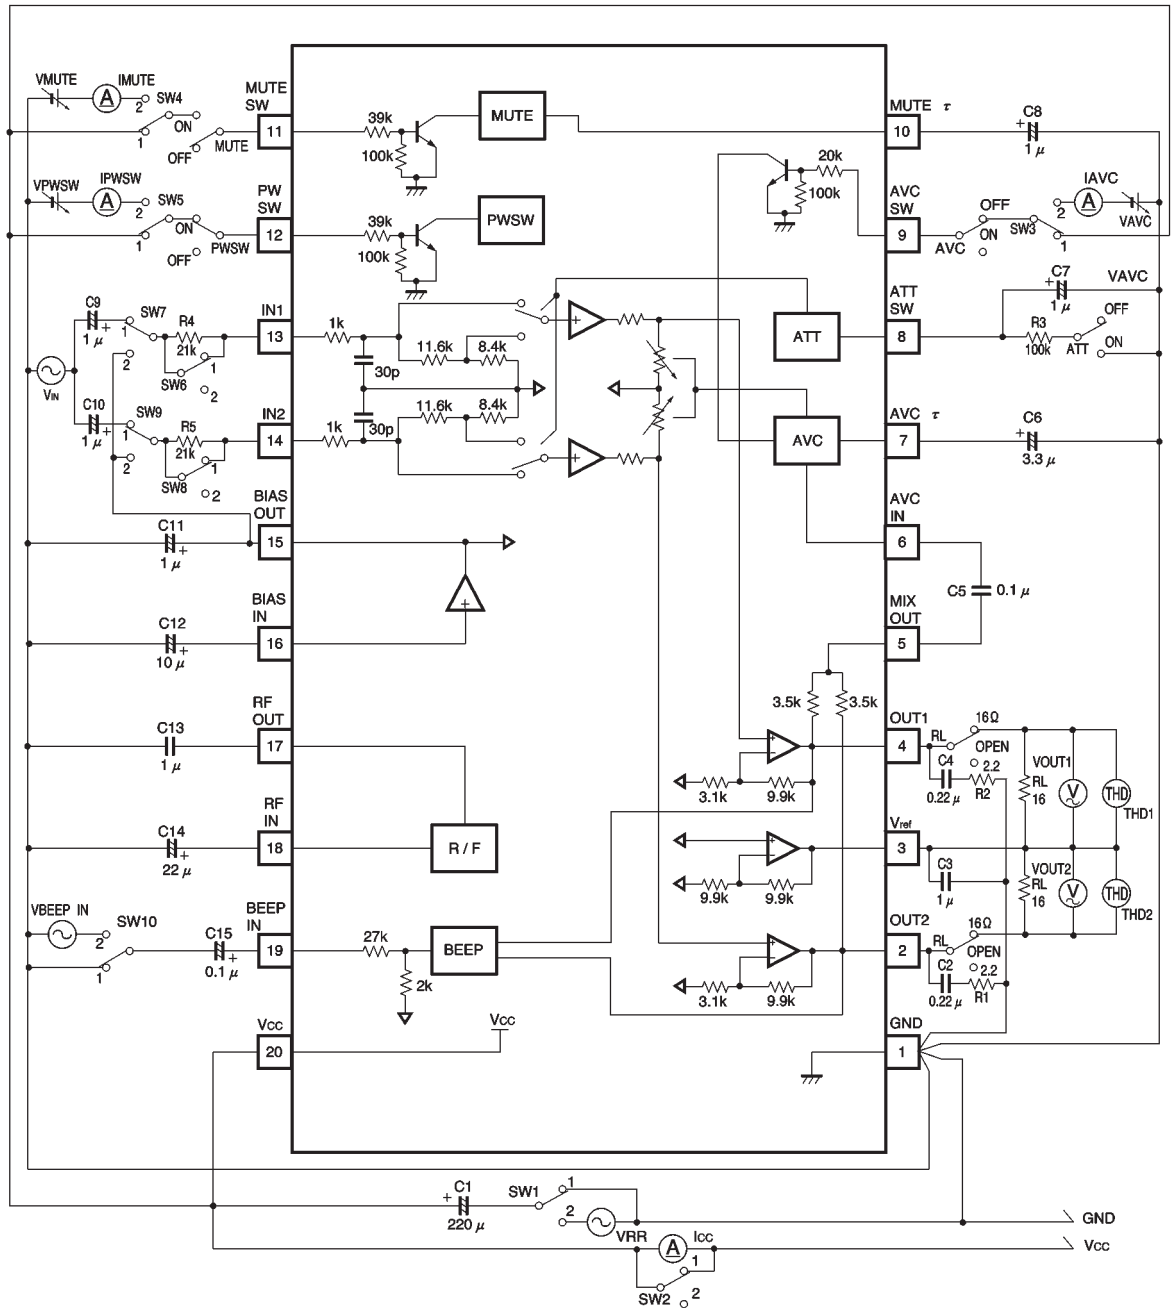 VMUTE
IMUTE
A
2
SW4
ON
1
OFF
MUTE
MUTE
SW
11
39k
100k
MUTE
10
MUTE τ
C8
+
1 μ
VPWSW
IPWSW
A
2
SW5
ON
1
OFF
PWSW
PW
SW
12
39k
100k
PWSW
20k
100k
AVC
SW
9
AVC
OFF
ON
SW3
2
1
IAVC
A
VAVC
C9
+
1 μ
SW7
1
2
R4
21k
SW6
1
2
IN1
13
1k
30p
11.6k
8.4k
+
ATT
ATT
SW
8
C7
+
1 μ
VAVC
R3
100k
ATT
OFF
ON
VIN
C10
+
1 μ
SW9
1
2
R5
21k
SW8
1
2
IN2
14
1k
30p
11.6k
8.4k
+
AVC
AVC τ
7
C6
+
3.3 μ
BIAS
OUT
15
C11
+
1 μ
AVC
IN
6
C5
0.1 μ
BIAS
IN
16
C12
+
10 μ
+
MIX
OUT
5
3.5k
3.5k
RF
OUT
17
C13
1 μ
OUT1
4
+
−
3.1k
9.9k
RL
16Ω
OPEN
C4
0.22 μ
2.2
R2
RL
16
VOUT1
V
THD
THD1
RF
IN
18
C14
+
22 μ
R / F
Vref
3
+
−
9.9k
9.9k
C3
1 μ
RL
16
VOUT2
V
THD
THD2
VBEEP IN
2
1
SW10
C15
+
0.1 μ
BEEP
IN
19
27k
2k
BEEP
OUT2
2
+
−
3.1k
9.9k
RL
16Ω
OPEN
C2
0.22 μ
2.2
R1
VCC
20
VCC
GND
1
+
C1
220 μ
SW1
1
2
VRR
GND
A
ICC
VCC
SW2
1
2